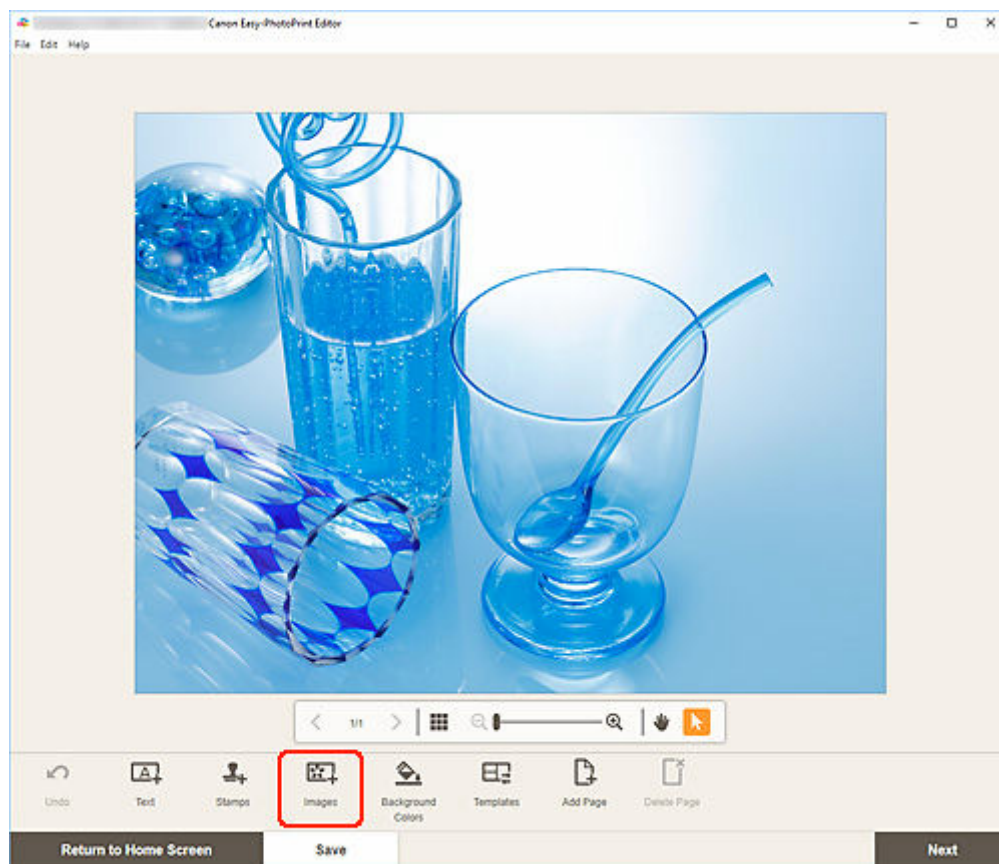 Canon Easy-PhotoPrint Editor
File Edit Help
1/1
Undo Text Stamps Images Background Colors Templates Add Page Delete Page
Return to Home Screen Save Next